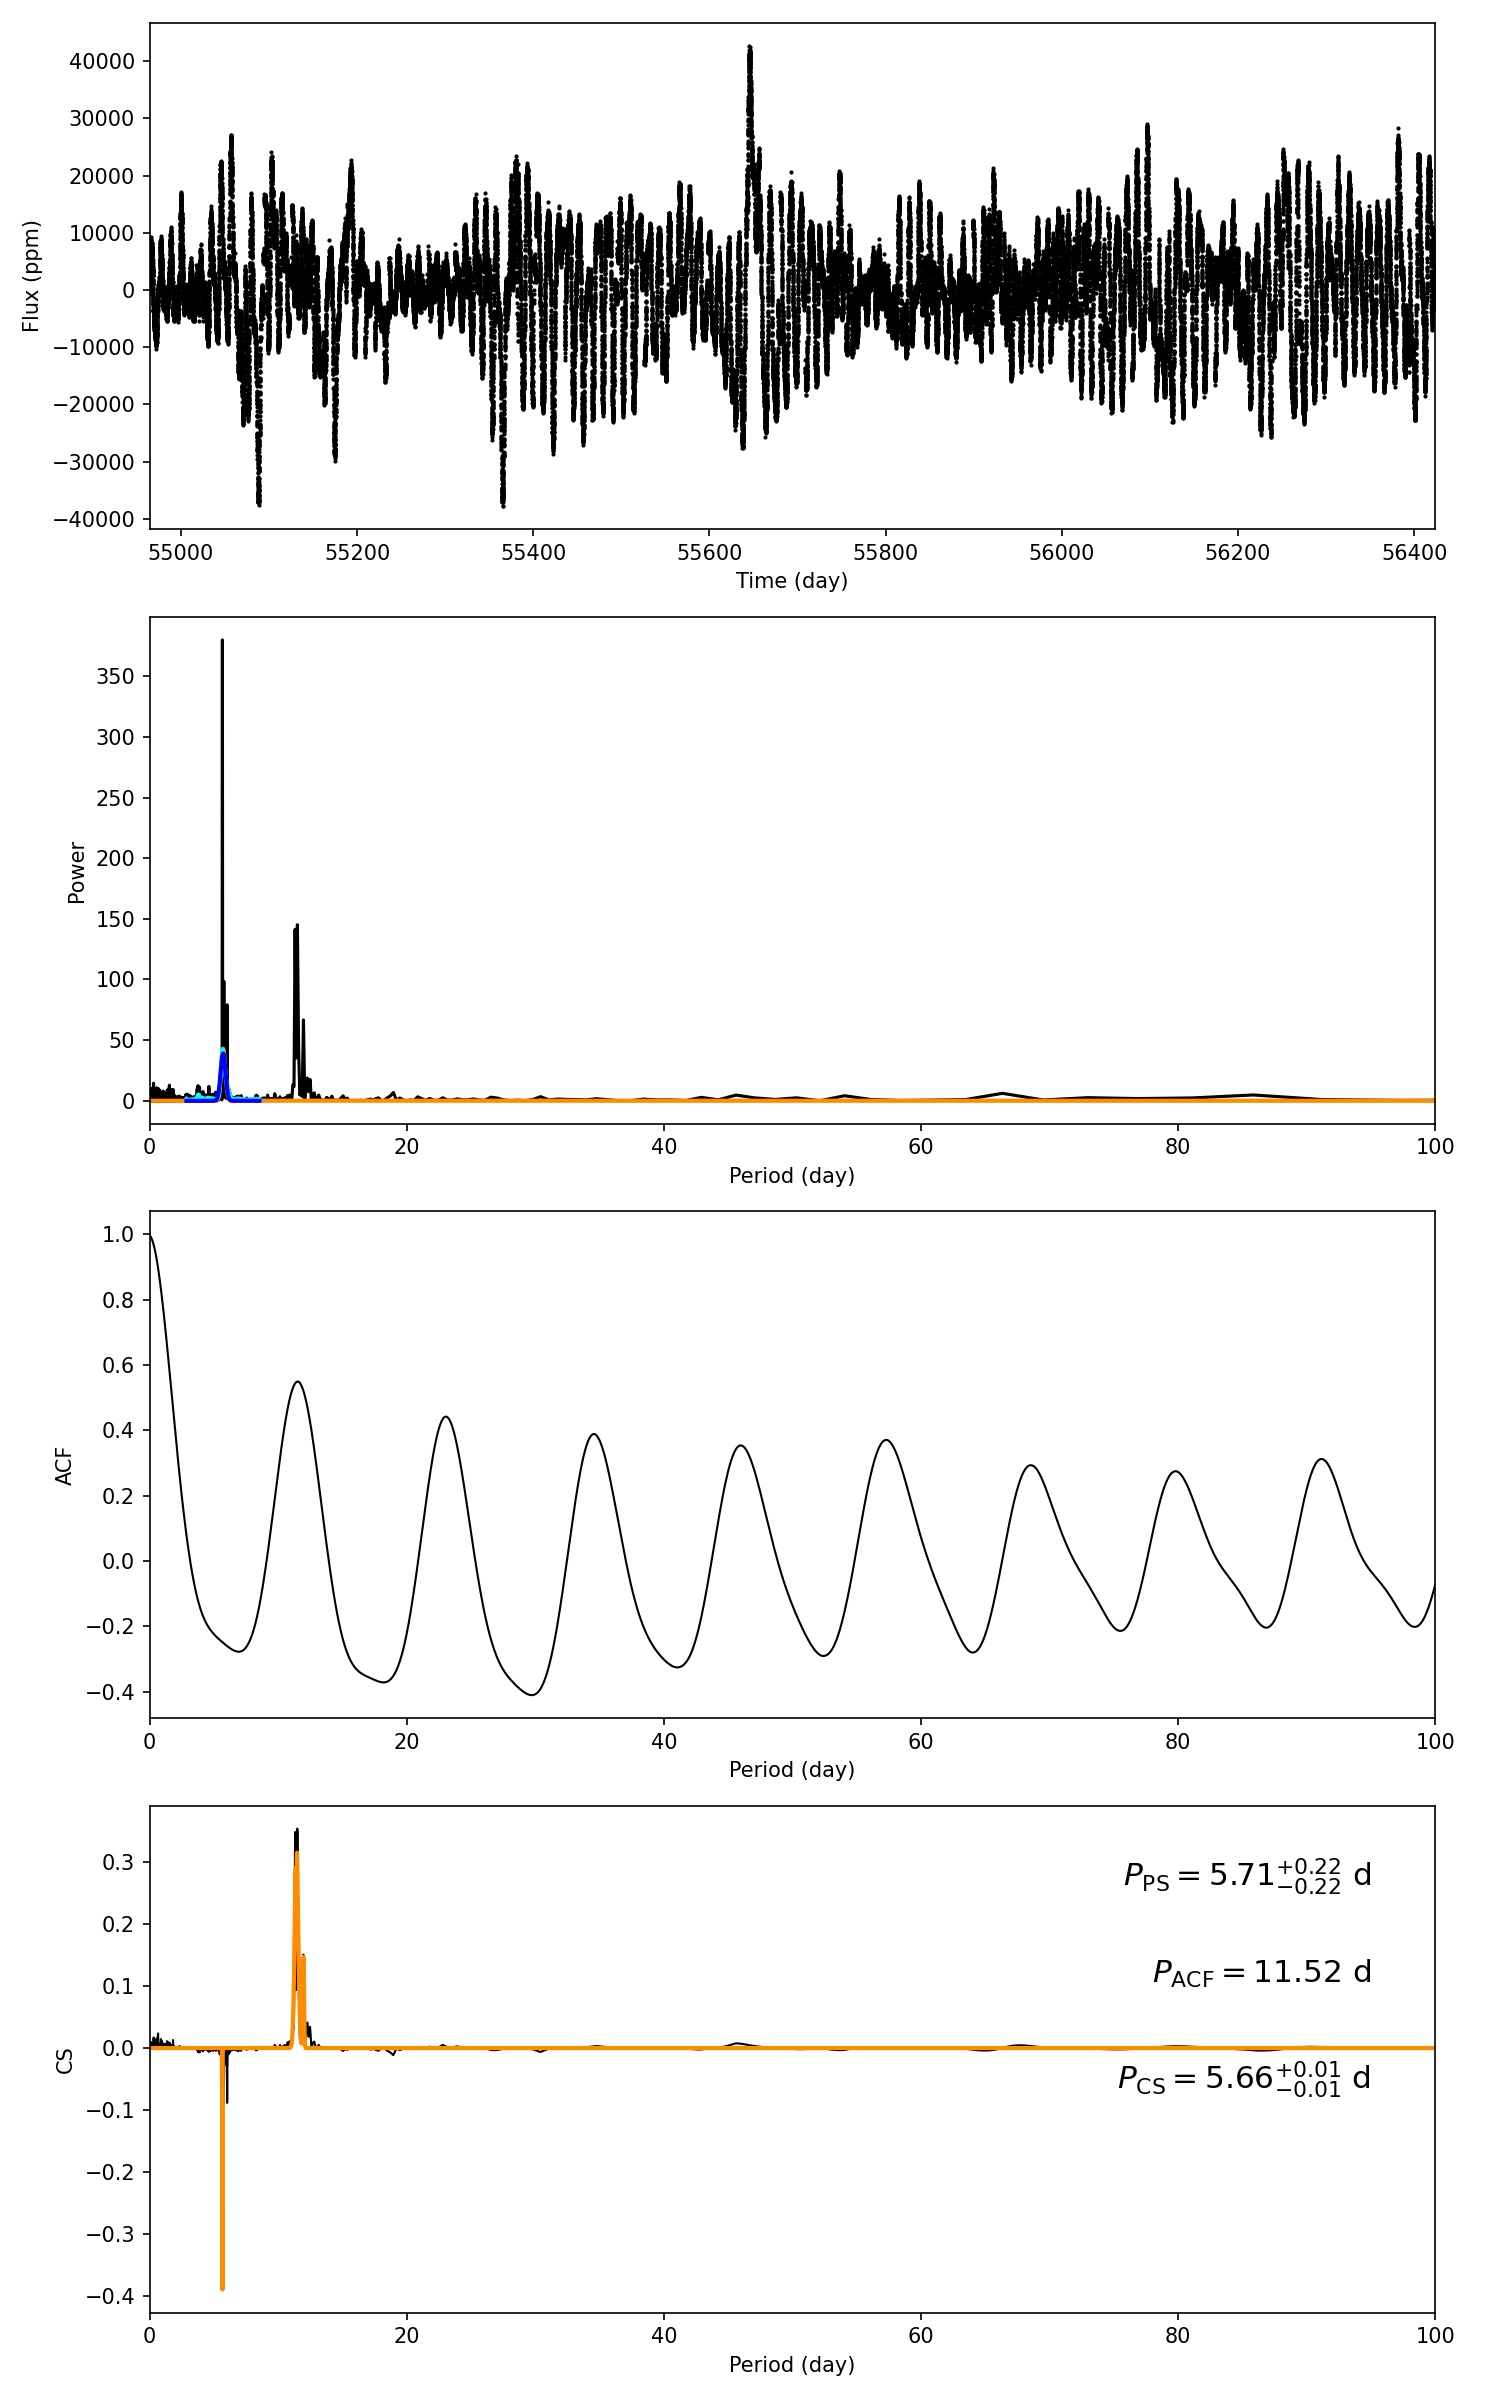 40000
30000
20000
10000
0
−10000
−20000
−30000
−40000
Flux (ppm)
55000 55200 55400 55600 55800 56000 56200 56400
Time (day)
350
300
250
200
150
100
50
0
Power
0 20 40 60 80 100
Period (day)
1.0
0.8
0.6
0.4
0.2
0.0
−0.2
−0.4
ACF
0 20 40 60 80 100
Period (day)
0.3
0.2
0.1
0.0
−0.1
−0.2
−0.3
−0.4
CS
P_PS = 5.71 +0.22 −0.22 d
P_ACF = 11.52 d
P_CS = 5.66 +0.01 −0.01 d
0 20 40 60 80 100
Period (day)